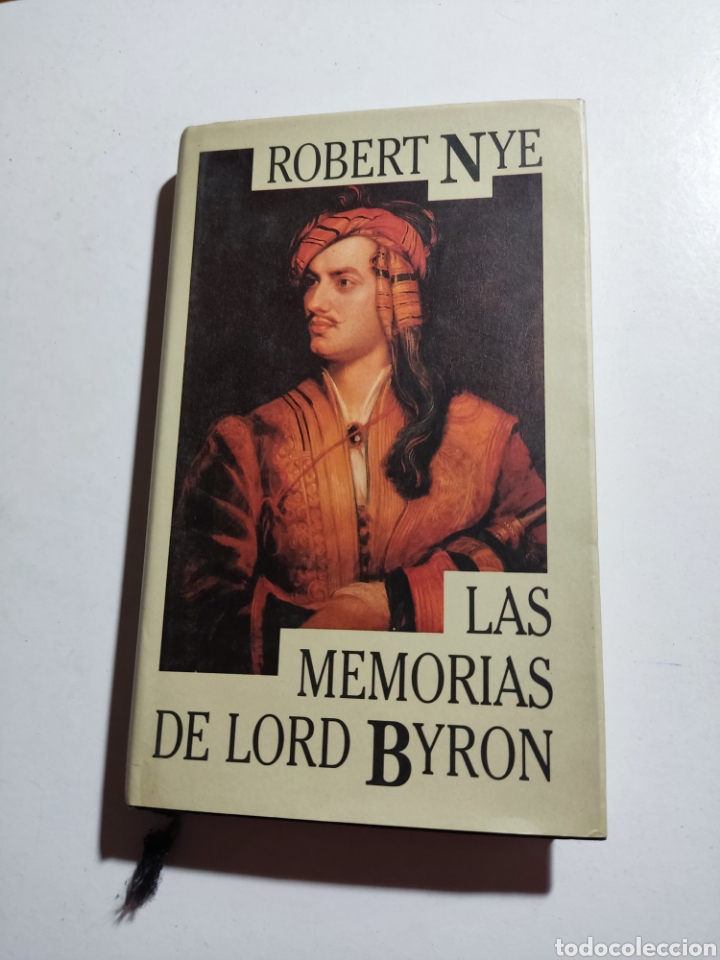 ROBERT NYE
LAS
MEMORIAS
DE LORD BYRON
todocoleccion